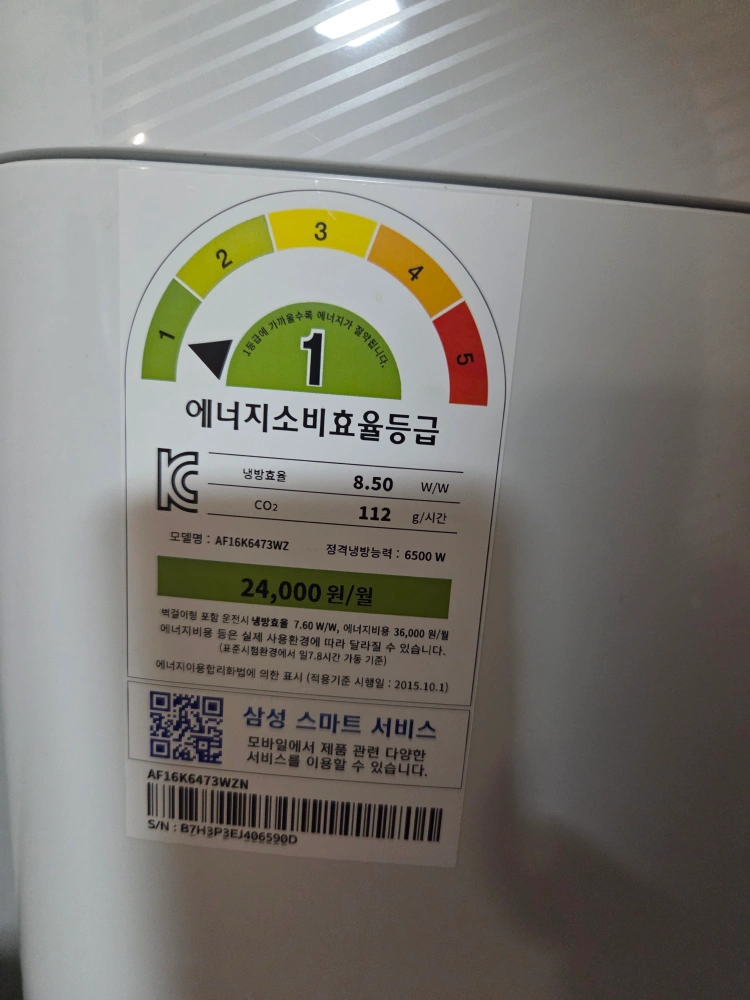 1
2
3
4
5
1등급에 가까울수록 에너지가 절약됩니다.
1
에너지소비효율등급
냉방효율 8.50 W/W
CO₂ 112 g/시간
모델명 : AF16K6473WZ 정격냉방능력 : 6500 W
24,000 원/월
벽걸이형 포함 운전시 냉방효율 7.60 W/W, 에너지비용 36,000 원/월
에너지비용 등은 실제 사용환경에 따라 달라질 수 있습니다.
(표준시험환경에서 일7.8시간 가동 기준)
에너지이용합리화법에 의한 표시 (적용기준 시행일 : 2015.10.1)
삼성 스마트 서비스
모바일에서 제품 관련 다양한
서비스를 이용할 수 있습니다.
AF16K6473WZN
S/N : B7H3P3EJ406590D